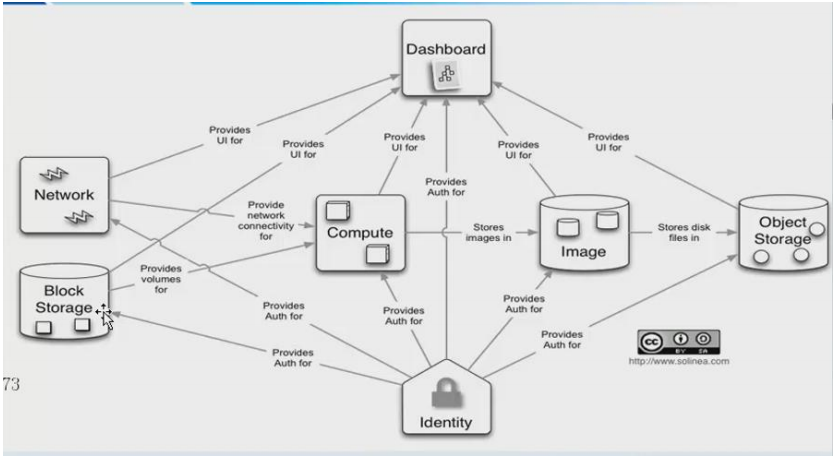 Dashboard
Provides
UI for
Provides
UI for
Provides
UI for
Provides
UI for
Provides
UI for
Provides
Auth for
Network
Provide
network
connectivity
for
Compute
Stores
images in
Image
Stores disk
files in
Object
Storage
Block
Storage
Provides
volumes
for
Provides
Auth for
Provides
Auth for
Provides
Auth for
Provides
Auth for
Provides
Auth for
cc
BY SA
http://www.solinea.com
73
Identity